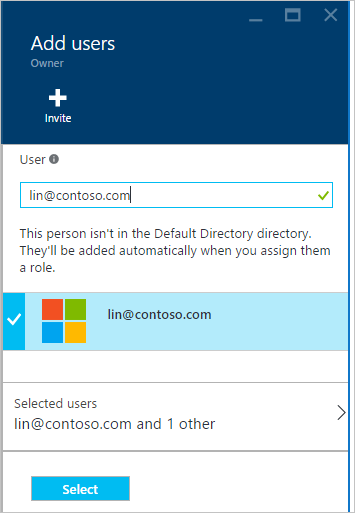 Add users
Owner
Invite
User
lin@contoso.com
This person isn't in the Default Directory directory.
They'll be added automatically when you assign them
a role.
lin@contoso.com
Selected users
lin@contoso.com and 1 other
Select